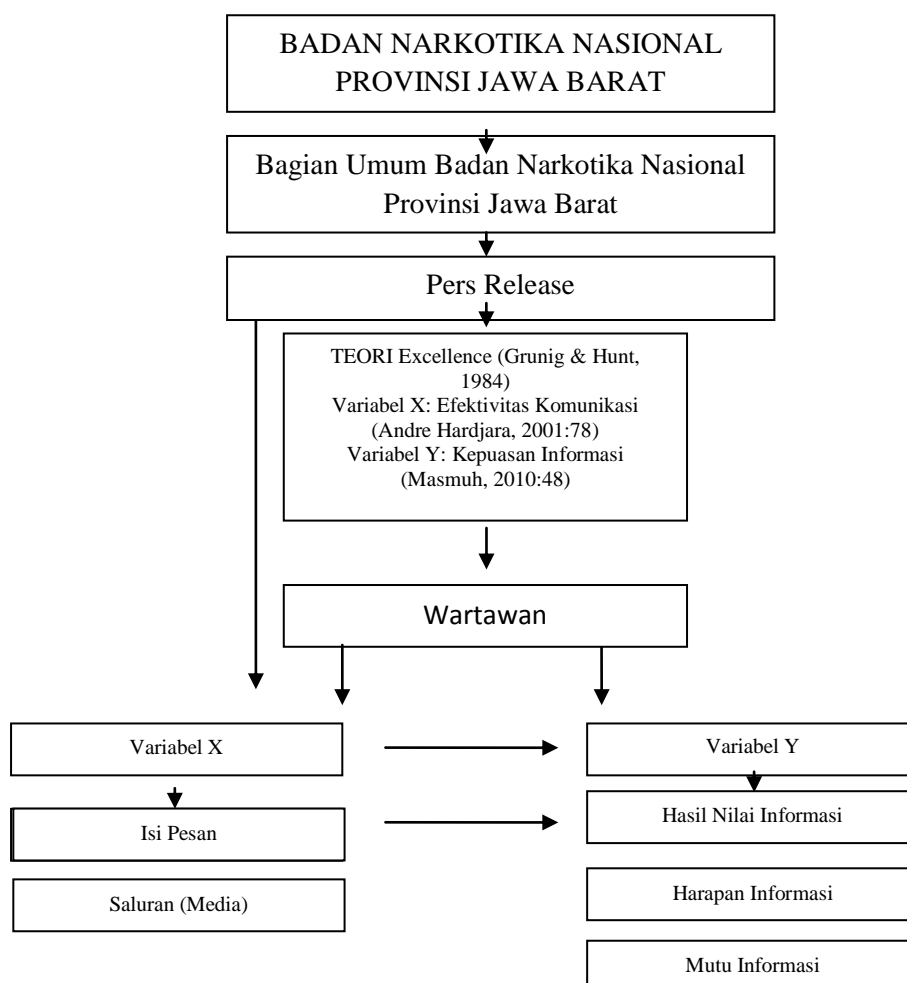 BADAN NARKOTIKA NASIONAL
PROVINSI JAWA BARAT
Bagian Umum Badan Narkotika Nasional
Provinsi Jawa Barat
Pers Release
TEORI Excellence (Grunig & Hunt,
1984)
Variabel X: Efektivitas Komunikasi
(Andre Hardjara, 2001:78)
Variabel Y: Kepuasan Informasi
(Masmuh, 2010:48)
Wartawan
Variabel X
Variabel Y
Isi Pesan
Hasil Nilai Informasi
Saluran (Media)
Harapan Informasi
Mutu Informasi